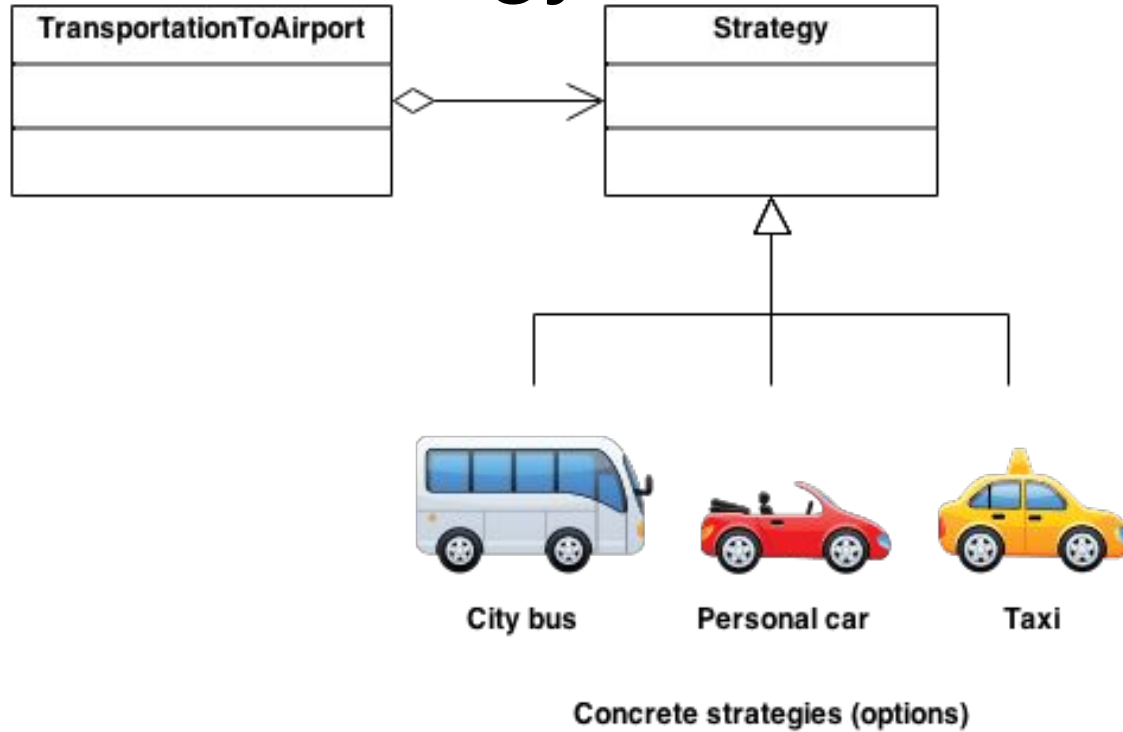 TransportationToAirport
Strategy
City bus
Personal car
Taxi
Concrete strategies (options)